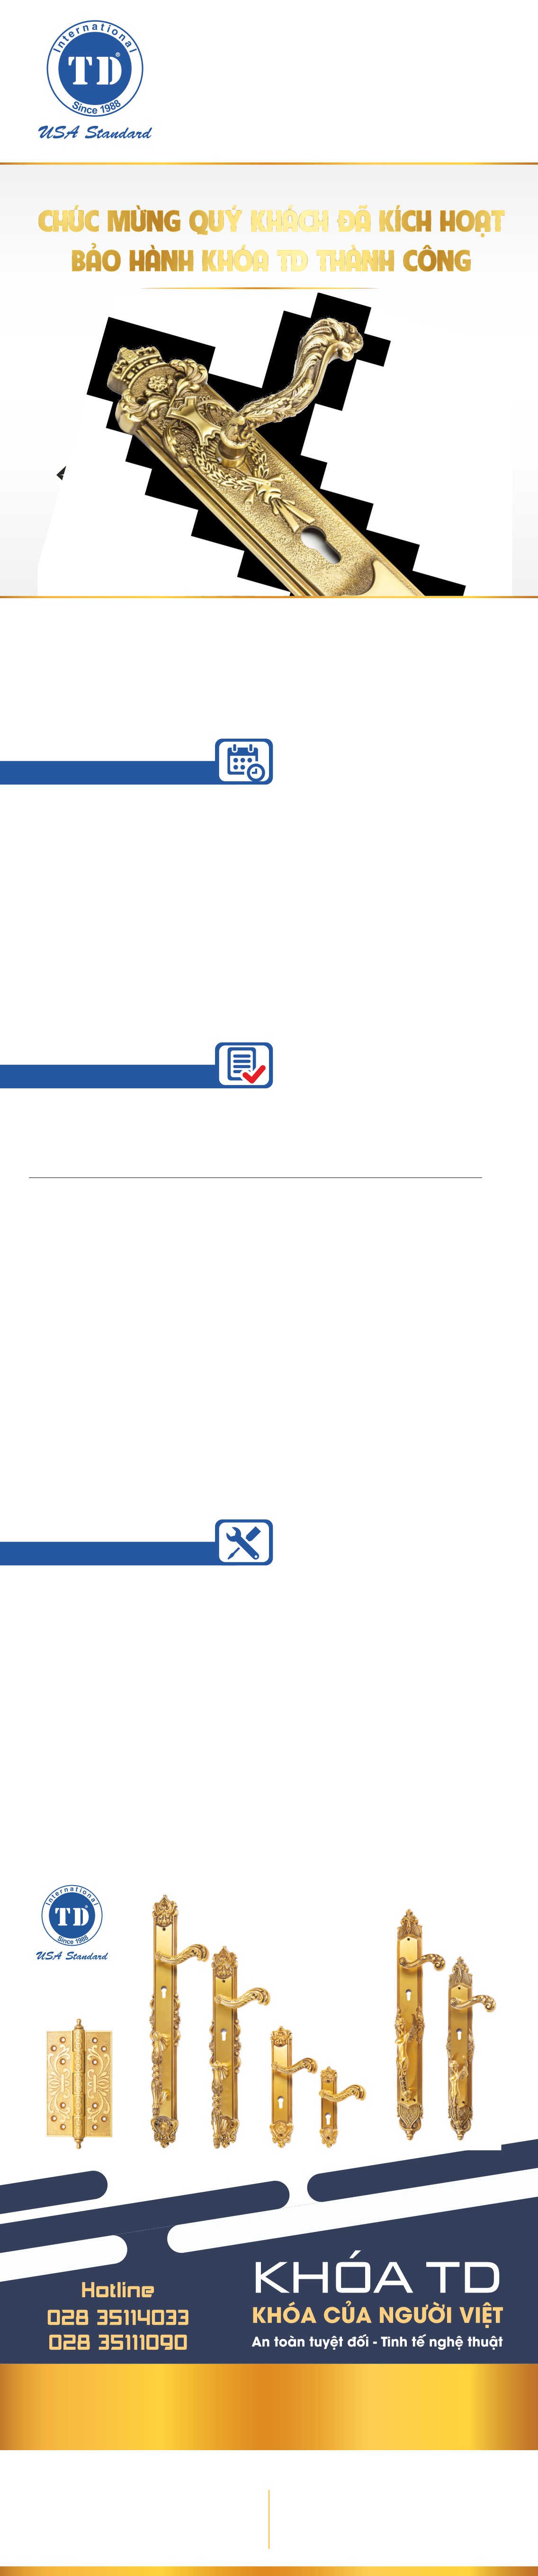 International
TD®
Since 1988
USA Standard
CHÚC MỪNG QUÝ KHÁCH ĐÃ KÍCH HOẠT
BẢO HÀNH KHÓA TD THÀNH CÔNG
International
TD®
Since 1988
USA Standard
Hotline
028 35114033
028 35111090
KHÓA TD
KHÓA CỦA NGƯỜI VIỆT
An toàn tuyệt đối - Tinh tế nghệ thuật